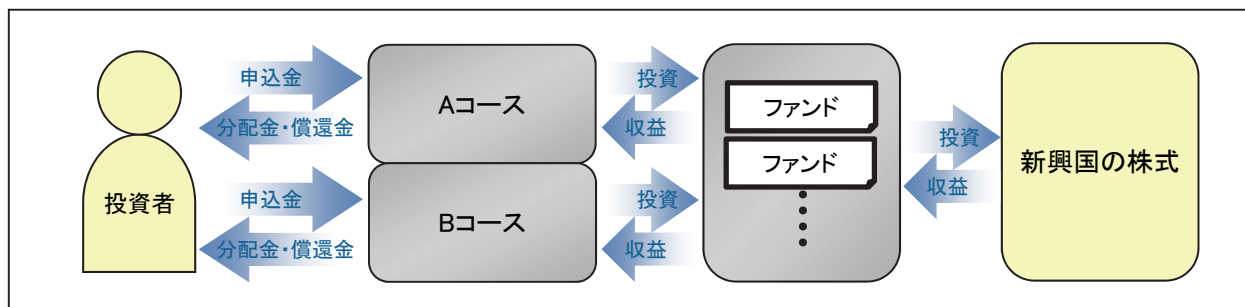 投資者
申込金
分配金・償還金
申込金
分配金・償還金
Aコース
Bコース
投資
収益
投資
収益
ファンド
ファンド
投資
収益
新興国の株式